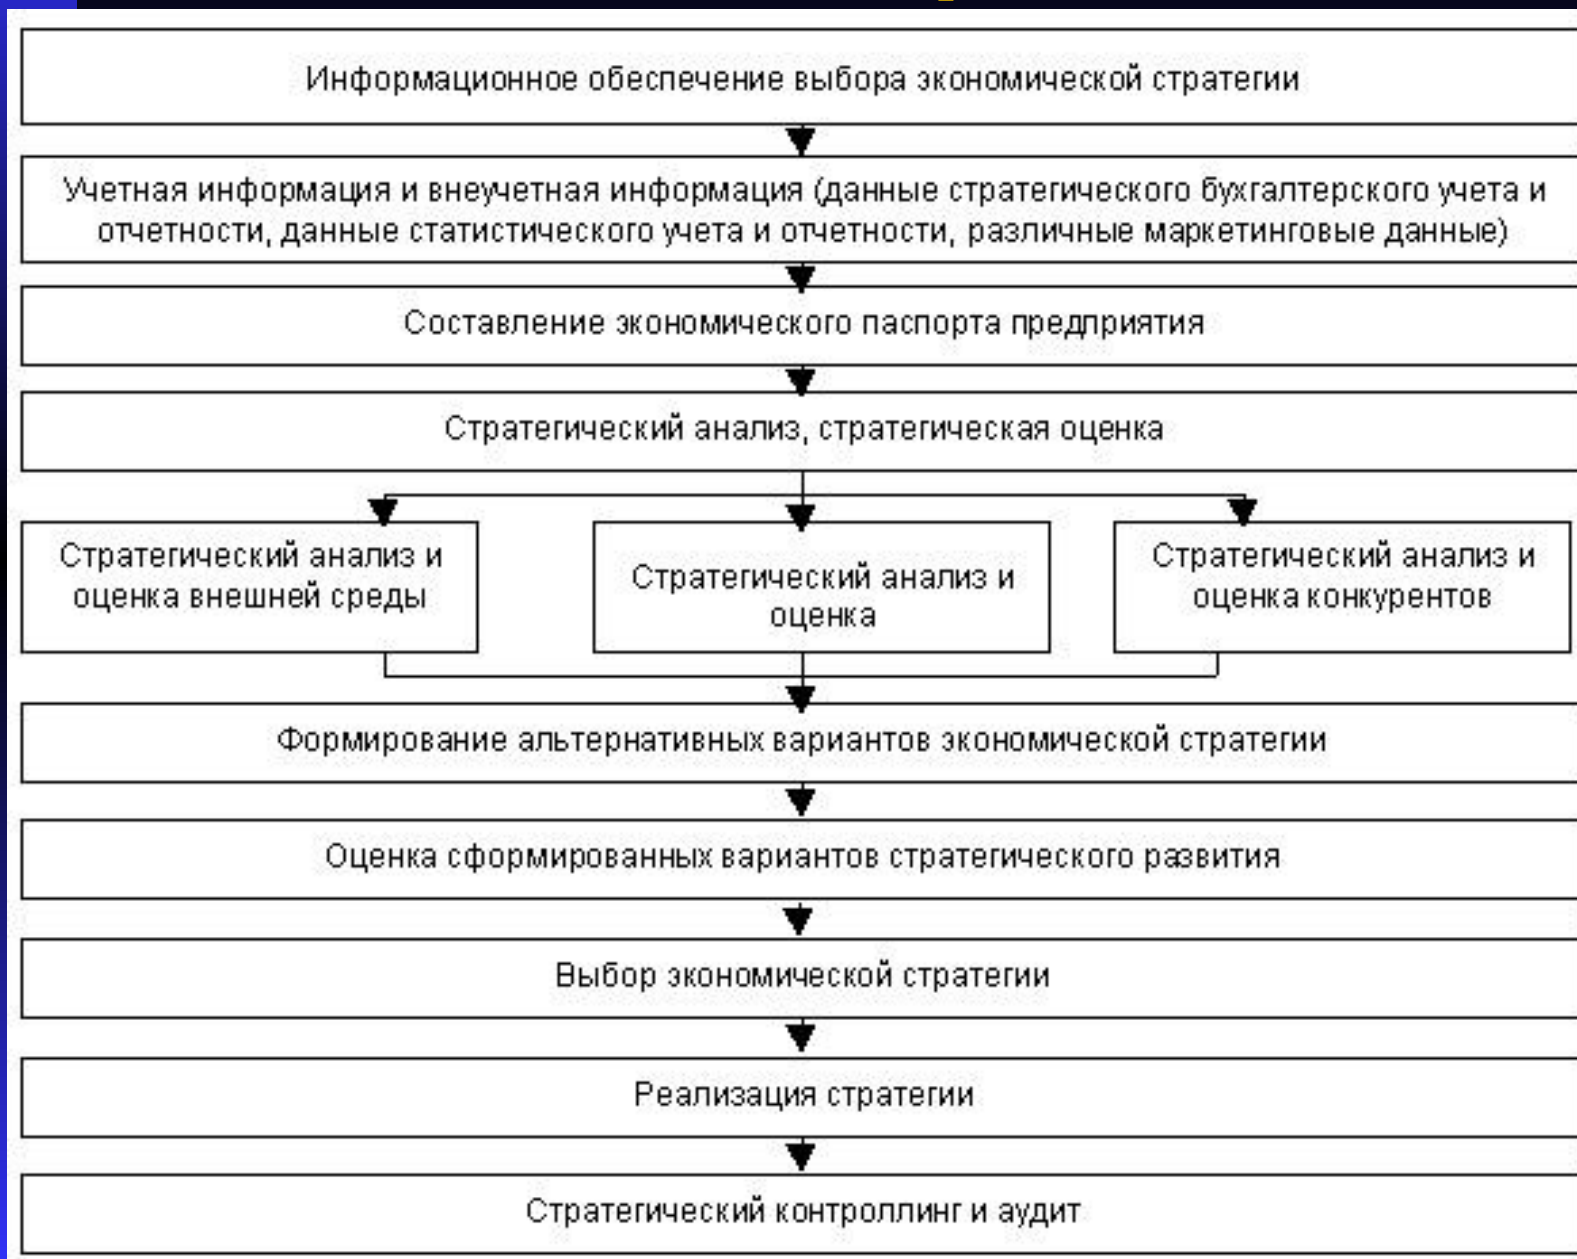 Информационное обеспечение выбора экономической стратегии
Учетная информация и внеучетная информация (данные стратегического бухгалтерского учета и
отчетности, данные статистического учета и отчетности, различные маркетинговые данные)
Составление экономического паспорта предприятия
Стратегический анализ, стратегическая оценка
Стратегический анализ и
оценка внешней среды
Стратегический анализ и
оценка
Стратегический анализ и
оценка конкурентов
Формирование альтернативных вариантов экономической стратегии
Оценка сформированных вариантов стратегического развития
Выбор экономической стратегии
Реализация стратегии
Стратегический контроллинг и аудит